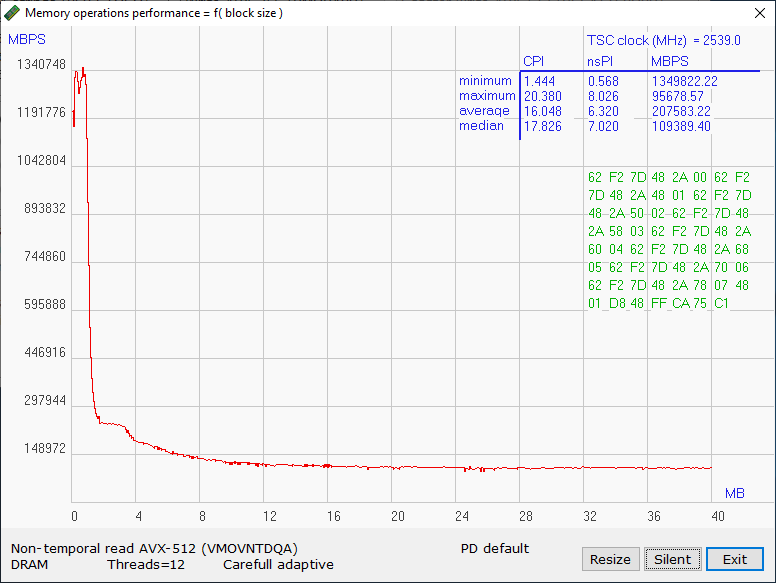 Memory operations performance = f( block size )
MBPS
TSC clock (MHz) = 2539.0
CPI nsPI MBPS
minimum 1.444 0.568 1349822.22
maximum 20.380 8.026 95678.57
average 16.048 6.320 207583.22
median 17.826 7.020 109389.40
1340748
1191776
1042804
893832
744860
595888
446916
297944
148972
62 F2 7D 48 2A 00 62 F2
7D 48 2A 48 01 62 F2 7D
48 2A 50 02 62 F2 7D 48
2A 58 03 62 F2 7D 48 2A
60 04 62 F2 7D 48 2A 68
05 62 F2 7D 48 2A 70 06
62 F2 7D 48 2A 78 07 48
01 D8 48 FF CA 75 C1
MB
0 4 8 12 16 20 24 28 32 36 40
Non-temporal read AVX-512 (VMOVNTDQA) PD default
DRAM Threads=12 Carefull adaptive
Resize Silent Exit